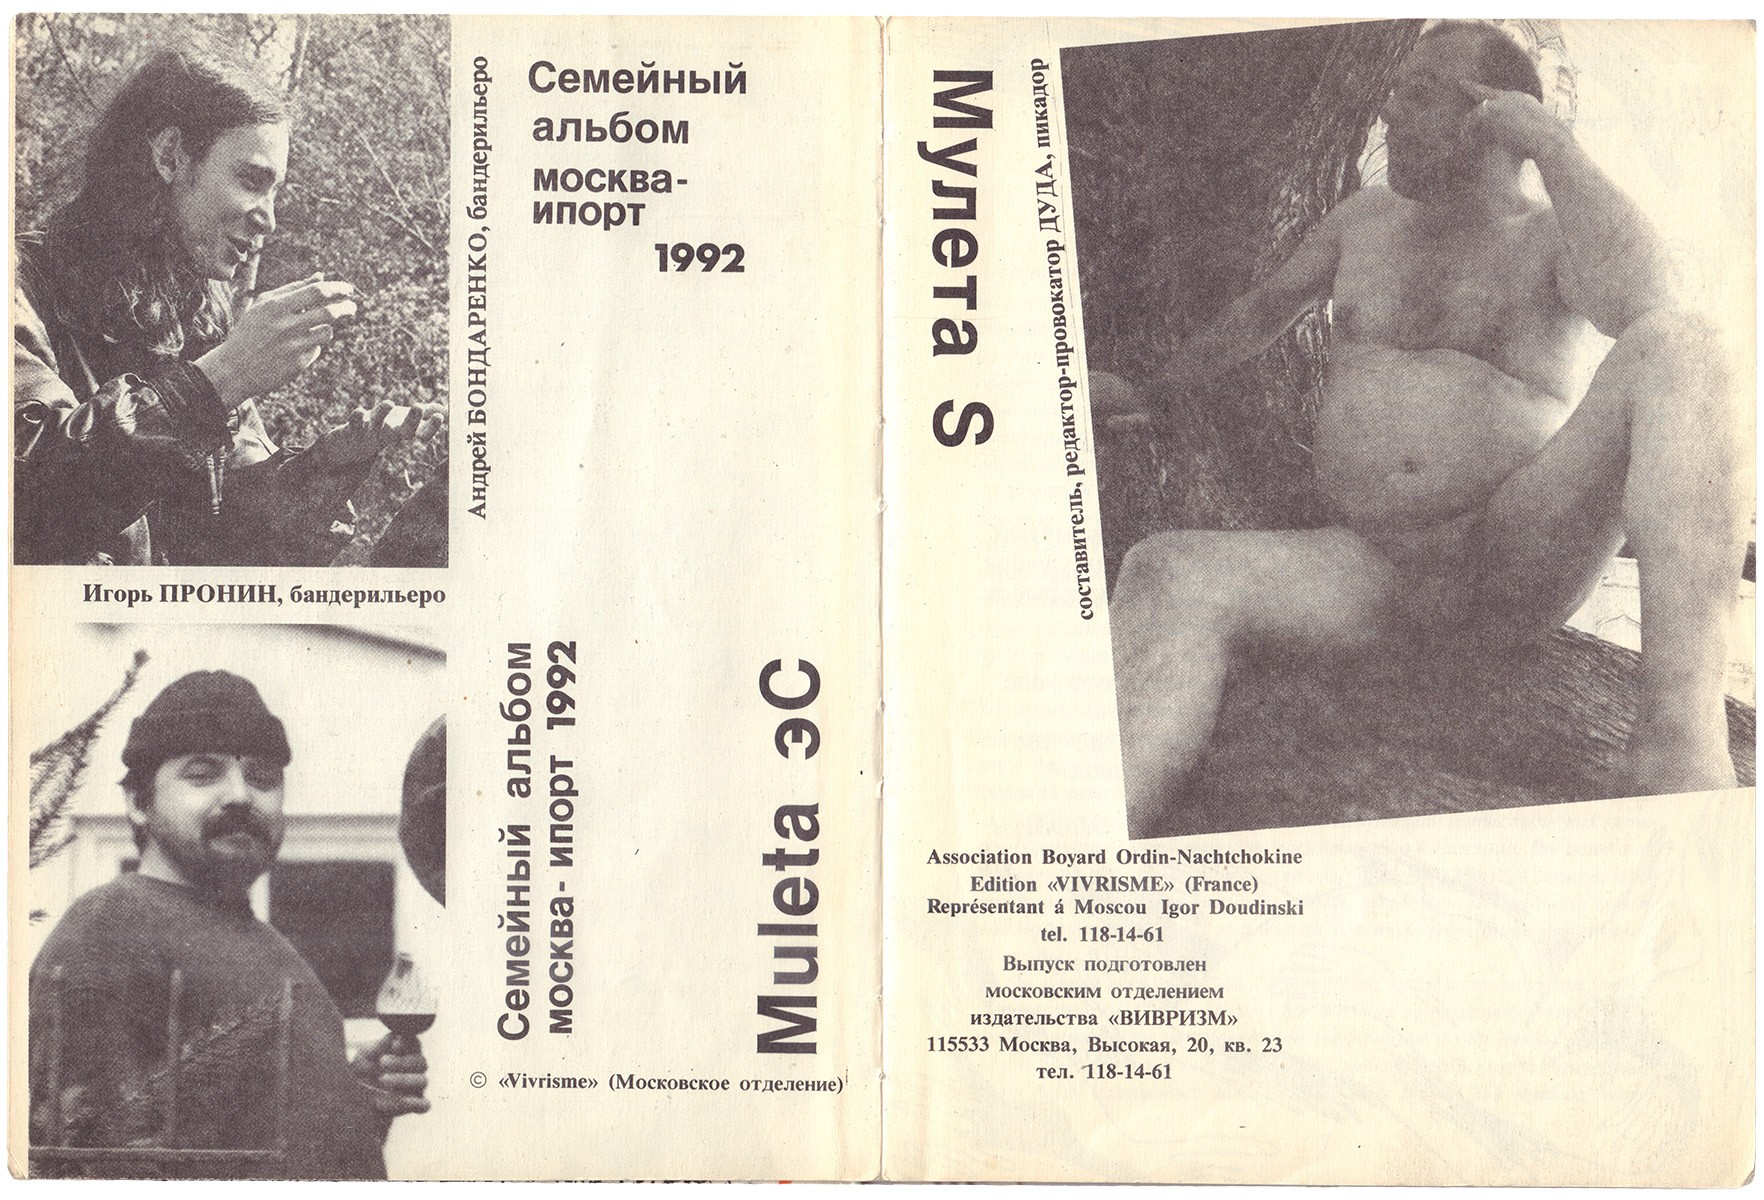 Андрей БОНДАРЕНКО, бандерильеро
Игорь ПРОНИН, бандерильеро
Семейный
альбом
москва-
ипорт
1992
Семейный альбом
москва- ипорт 1992
Muleta эС
© «Vivrisme» (Московское отделение)
Мулета S
составитель, редактор-провокатор ДУДА, пикадор
Association Boyard Ordin-Nachtchokine
Edition «VIVRISME» (France)
Représentant á Moscou Igor Doudinski
tel. 118-14-61
Выпуск подготовлен
московским отделением
издательства «ВИВРИЗМ»
115533 Москва, Высокая, 20, кв. 23
тел. 118-14-61